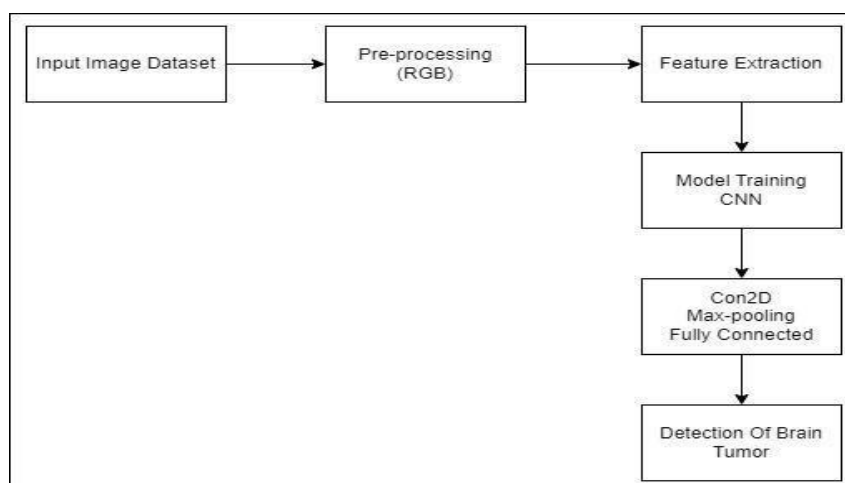 Input Image Dataset
Pre-processing
(RGB)
Feature Extraction
Model Training
CNN
Con2D
Max-pooling
Fully Connected
Detection Of Brain
Tumor